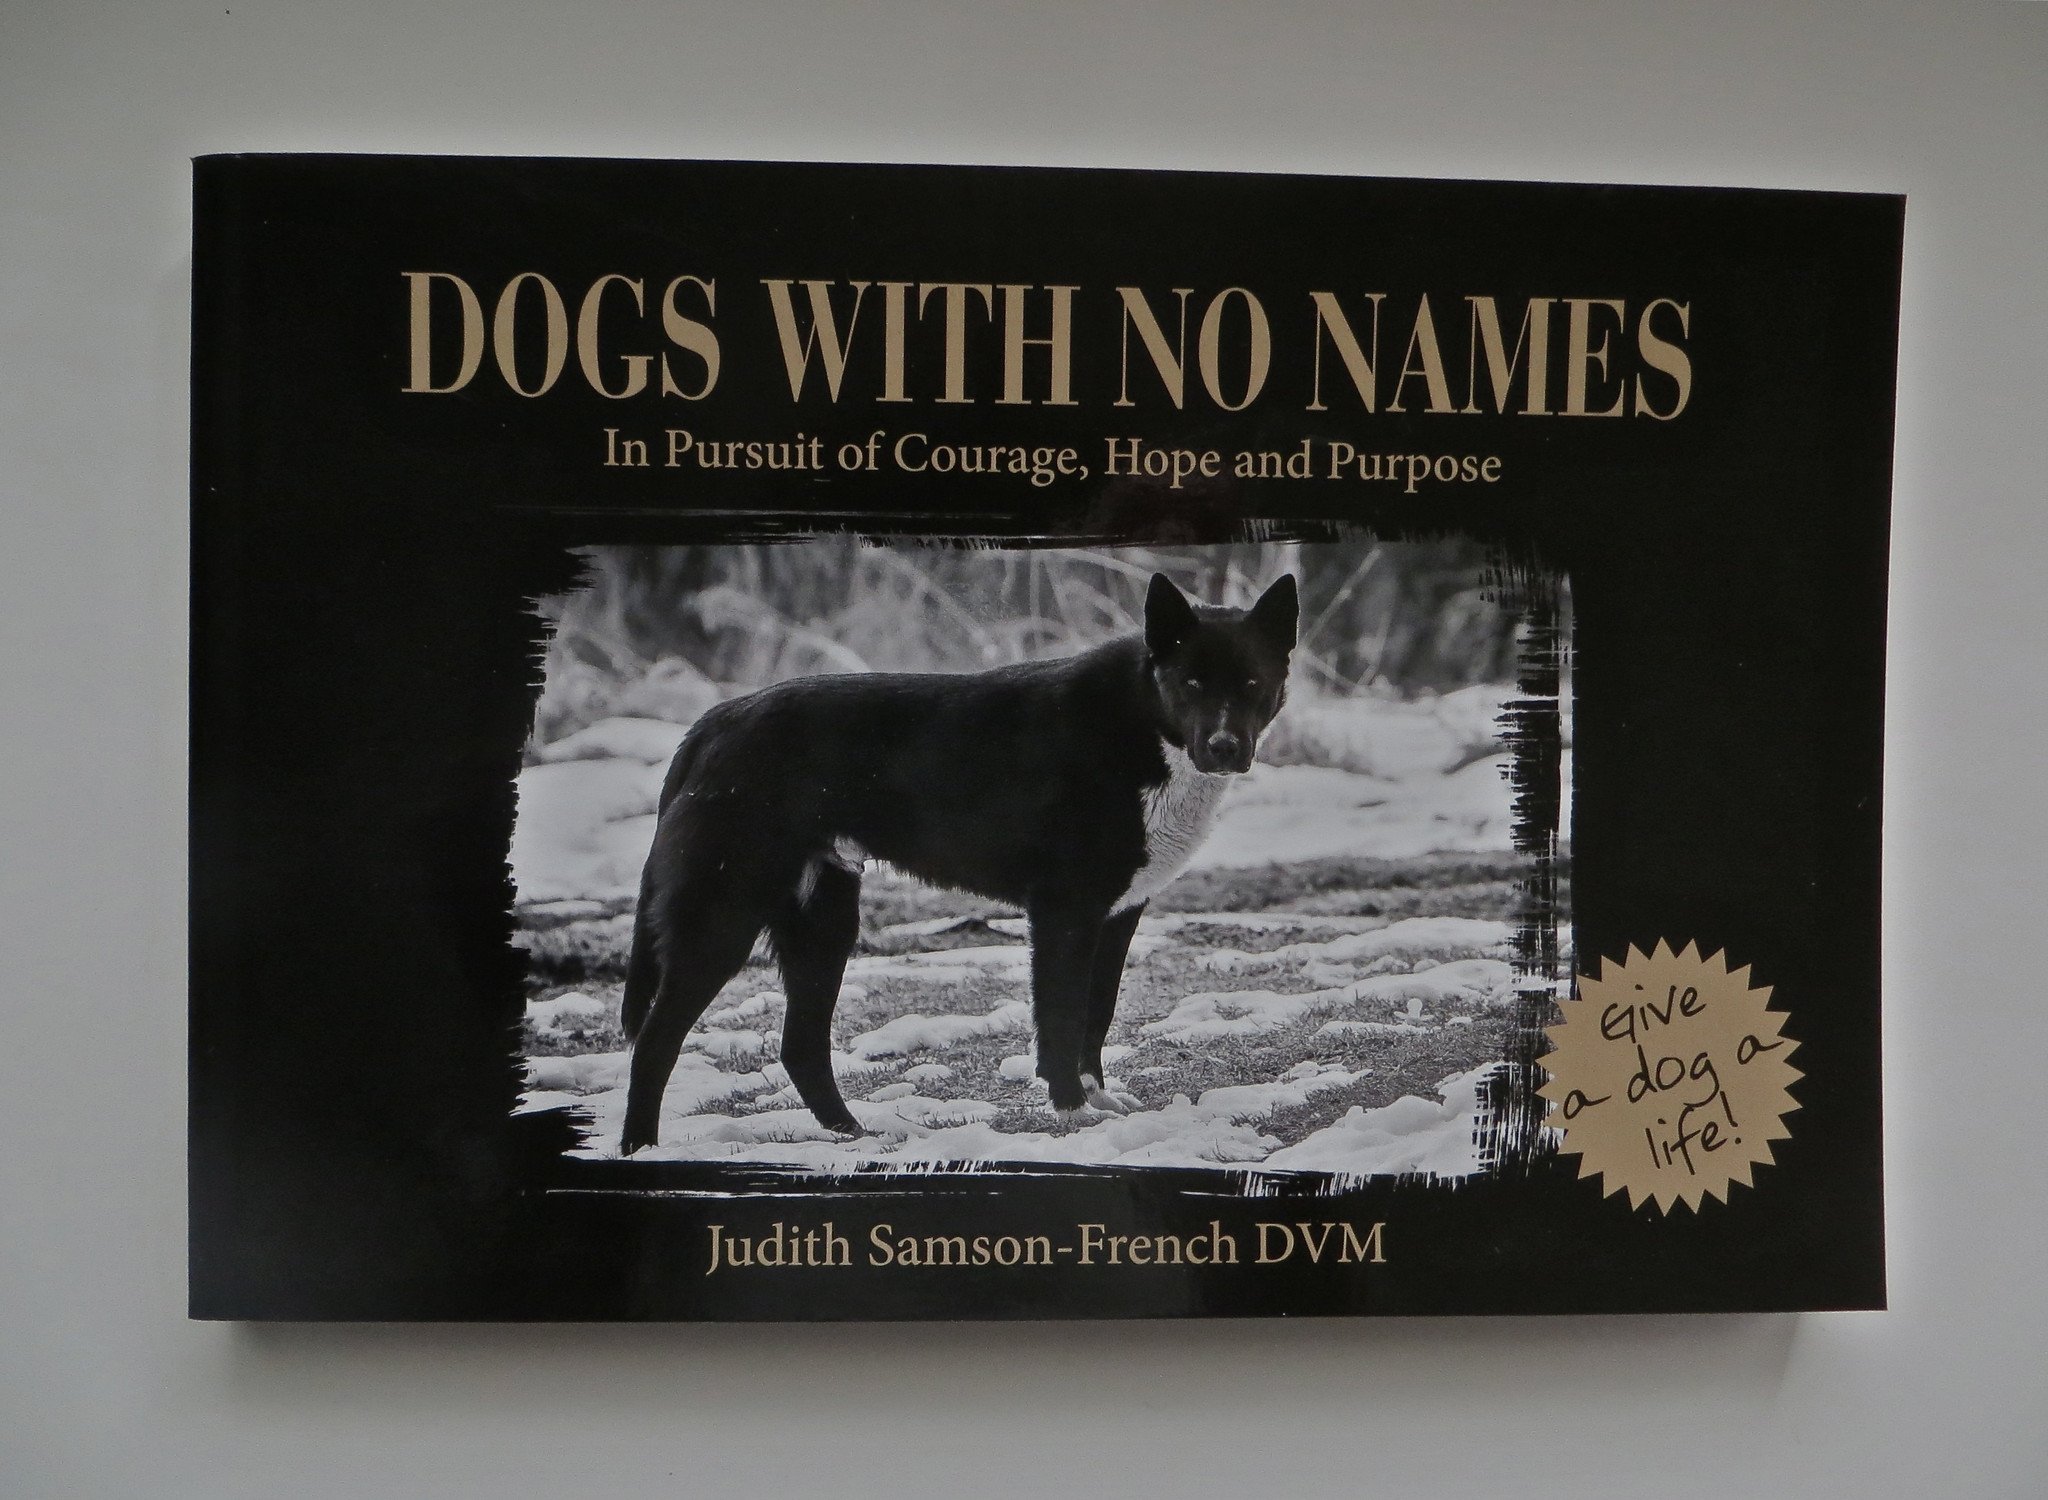 DOGS WITH NO NAMES
In Pursuit of Courage, Hope and Purpose
Give
a dog a
life!
Judith Samson-French DVM